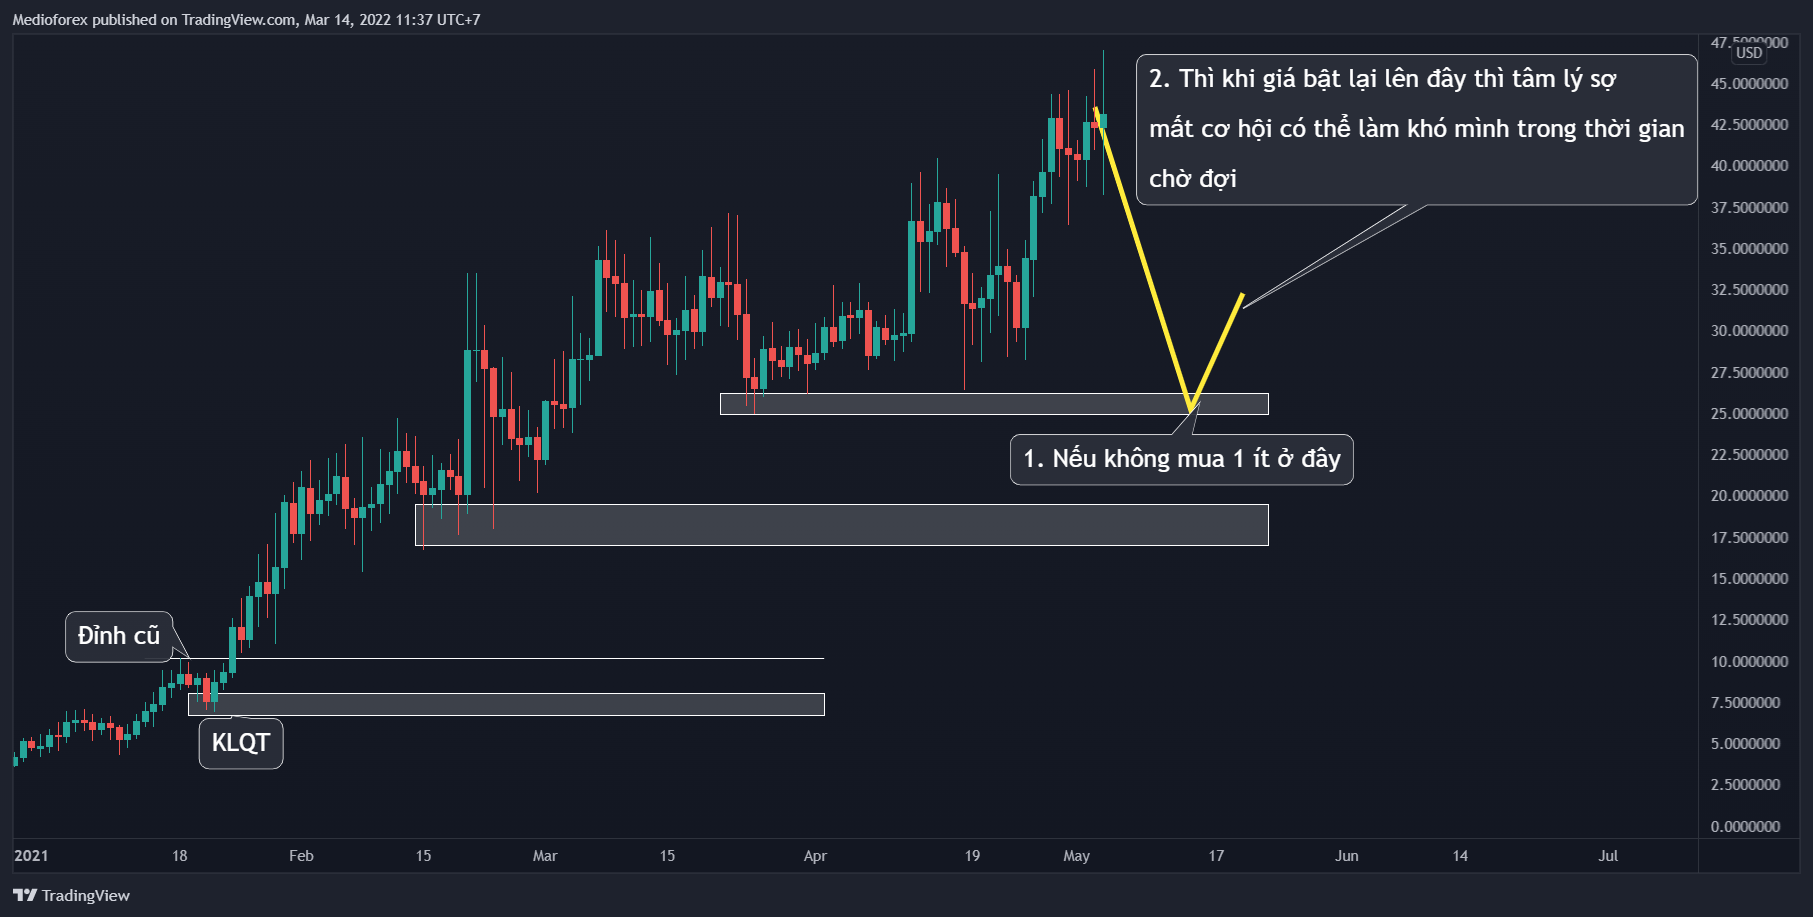 Medioforex published on TradingView.com, Mar 14, 2022 11:37 UTC+7
47.5000000
USD
45.0000000
42.5000000
40.0000000
37.5000000
35.0000000
32.5000000
30.0000000
27.5000000
25.0000000
22.5000000
20.0000000
17.5000000
15.0000000
12.5000000
10.0000000
7.5000000
5.0000000
2.5000000
0.0000000
2. Thì khi giá bật lại lên đây thì tâm lý sợ
mất cơ hội có thể làm khó mình trong thời gian
chờ đợi
1. Nếu không mua 1 ít ở đây
Đỉnh cũ
KLQT
2021 18 Feb 15 Mar 15 Apr 19 May 17 Jun 14 Jul
TradingView